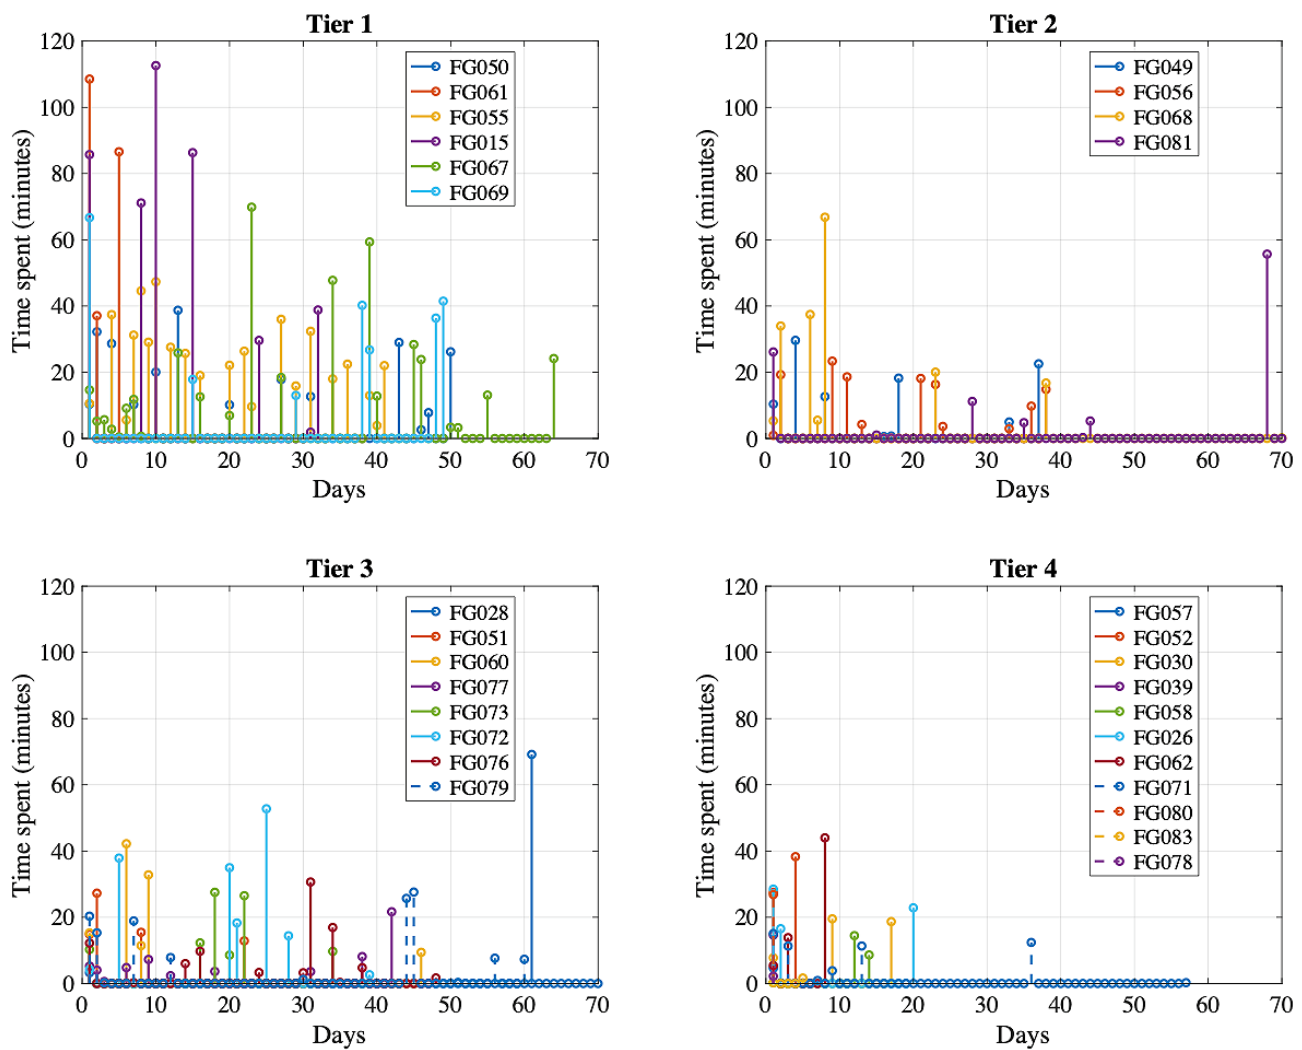 Tier 1
120
100
80
60
40
20
0
Time spent (minutes)
0 10 20 30 40 50 60 70
Days
FG050
FG061
FG055
FG015
FG067
FG069
Tier 2
120
100
80
60
40
20
0
Time spent (minutes)
0 10 20 30 40 50 60 70
Days
FG049
FG056
FG068
FG081
Tier 3
120
100
80
60
40
20
0
Time spent (minutes)
0 10 20 30 40 50 60 70
Days
FG028
FG051
FG060
FG077
FG073
FG072
FG076
FG079
Tier 4
120
100
80
60
40
20
0
Time spent (minutes)
0 10 20 30 40 50 60 70
Days
FG057
FG052
FG030
FG039
FG058
FG026
FG062
FG071
FG080
FG083
FG078